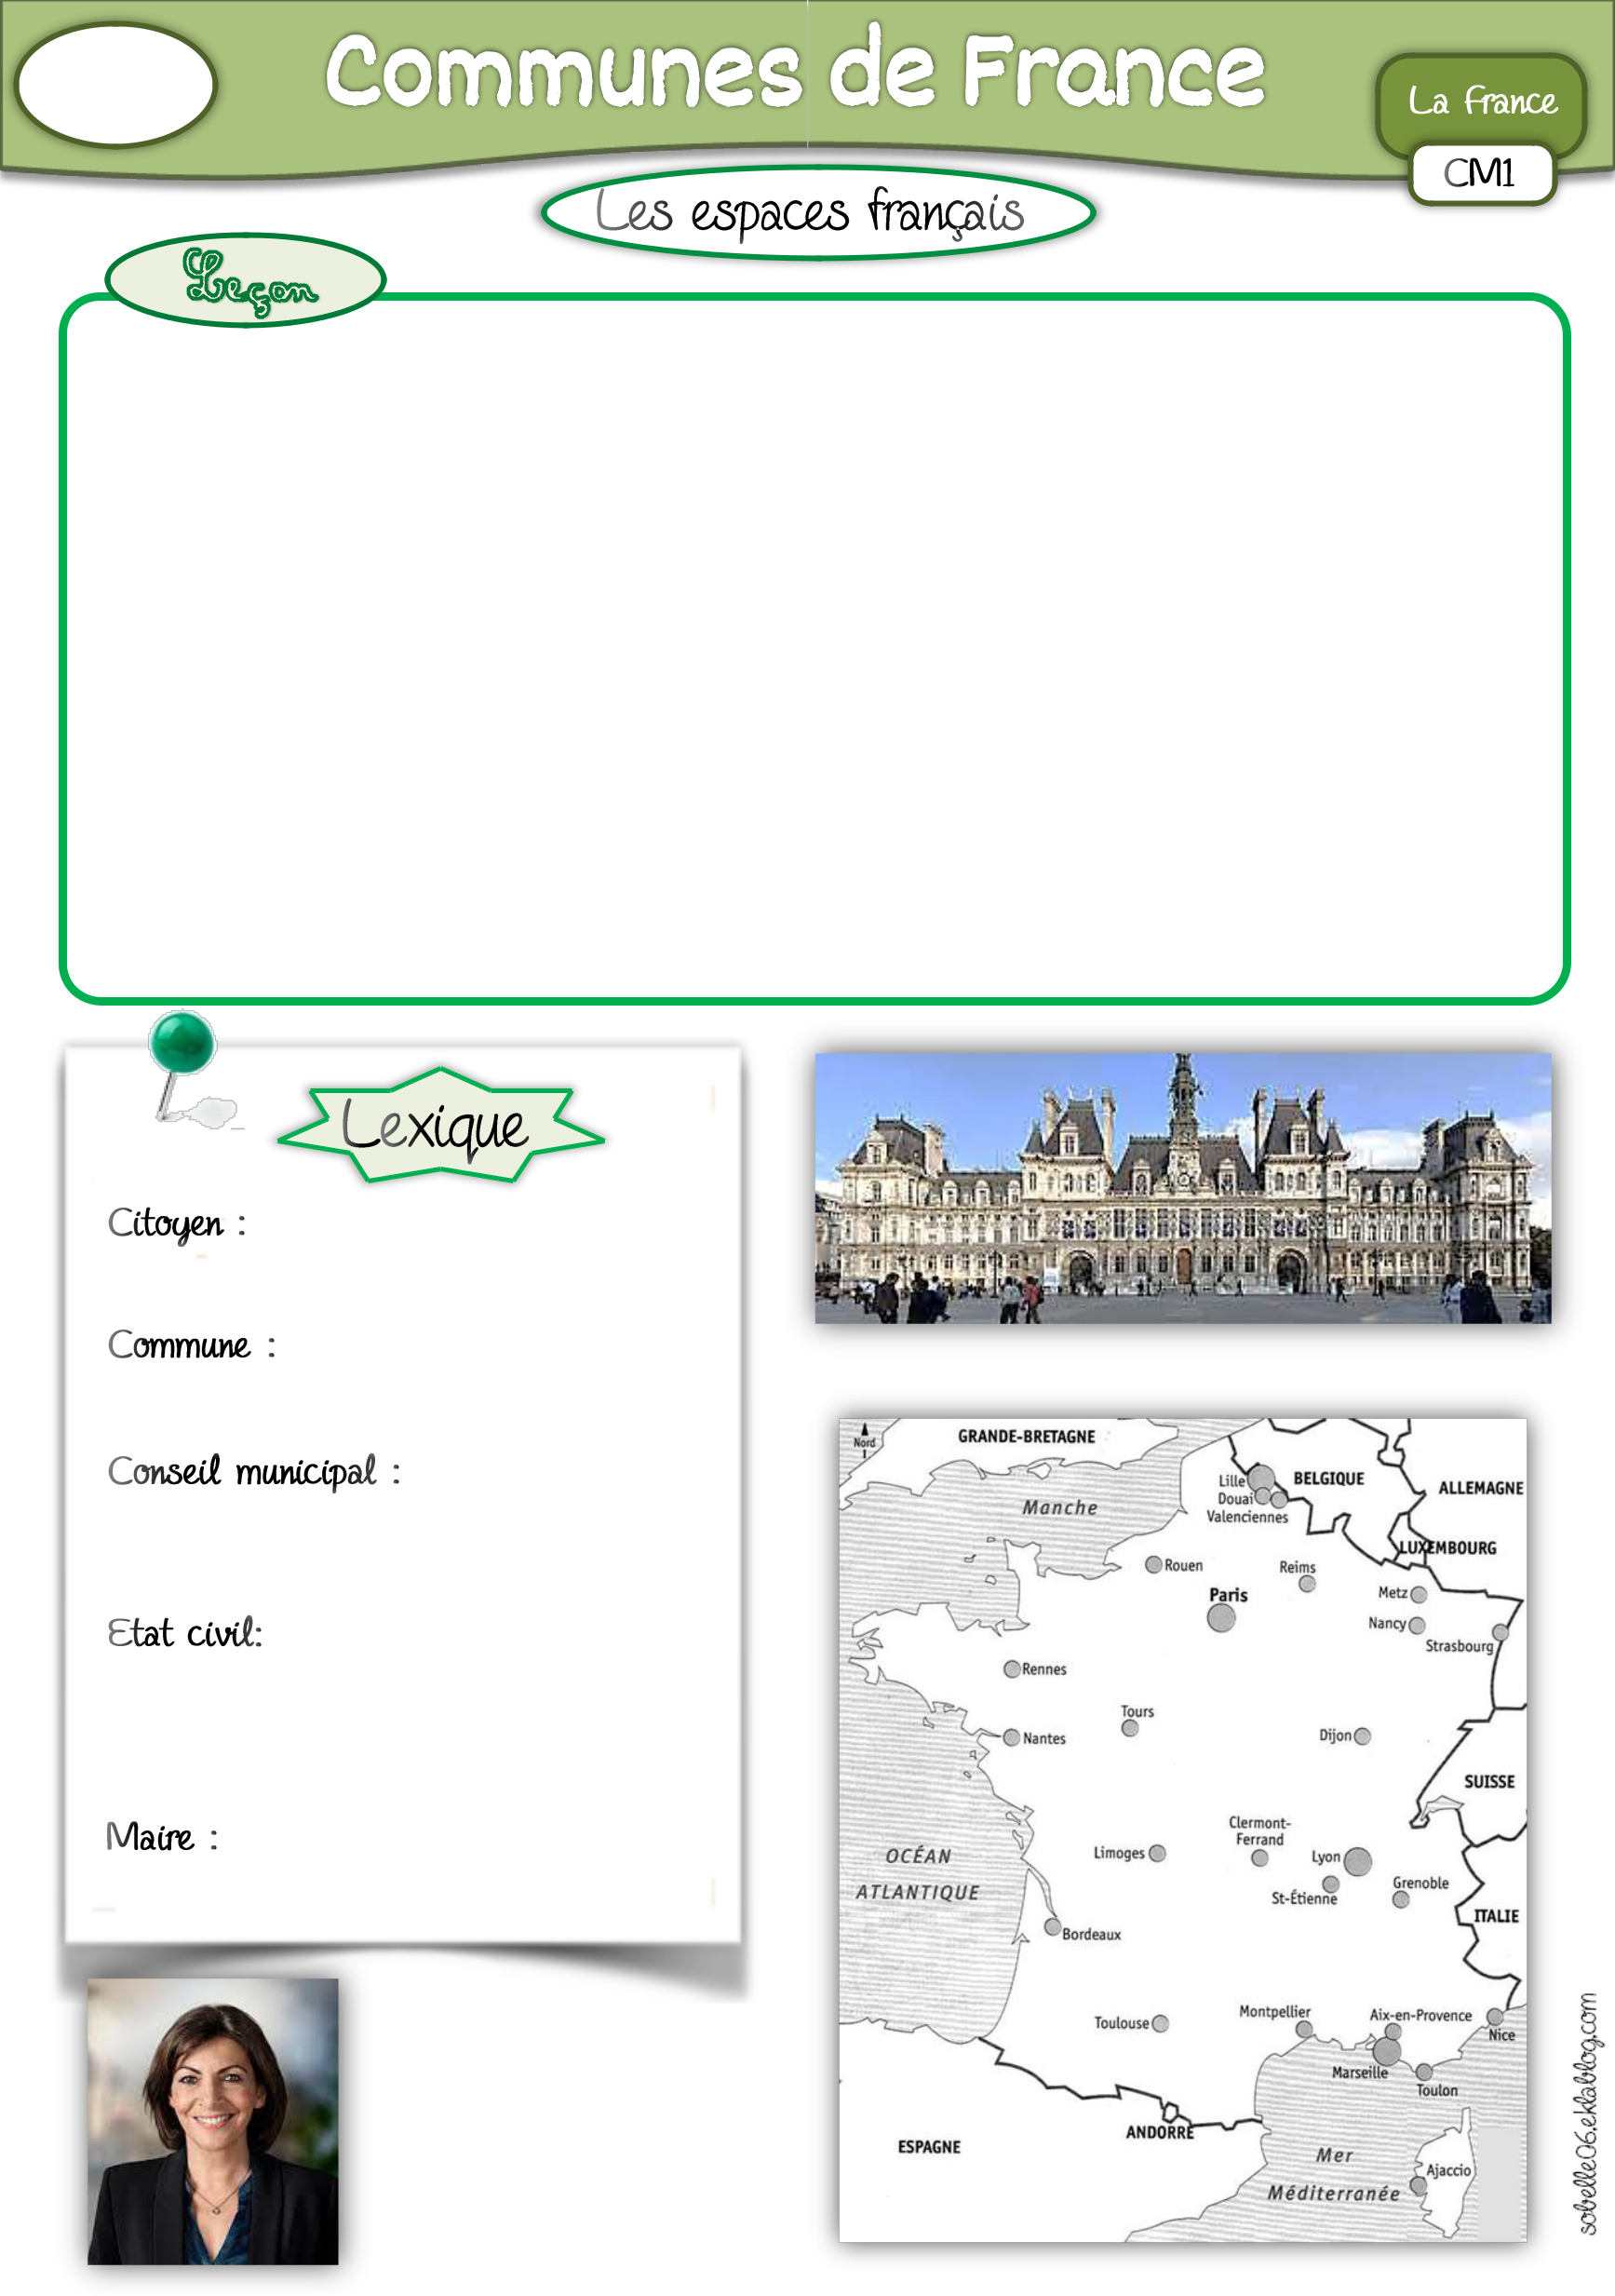 Communes de France
La France
CM1
Les espaces français
Leçon
Lexique
Citoyen :
Commune :
Conseil municipal :
Etat civil:
Maire :
Nord
GRANDE-BRETAGNE
Lille
BELGIQUE
ALLEMAGNE
Douai
Manche
Valenciennes
LUXEMBOURG
Rouen
Reims
Paris
Metz
Nancy
Strasbourg
Rennes
Tours
Nantes
Dijon
SUISSE
Clermont-
Ferrand
Limoges
Lyon
OCÉAN
ATLANTIQUE
St-Étienne
Grenoble
ITALIE
Bordeaux
Toulouse
Montpellier
Aix-en-Provence
Nice
Marseille
Toulon
ANDORRE
ESPAGNE
Mer
Méditerranée
Ajaccio
sobelle06.eklablog.com